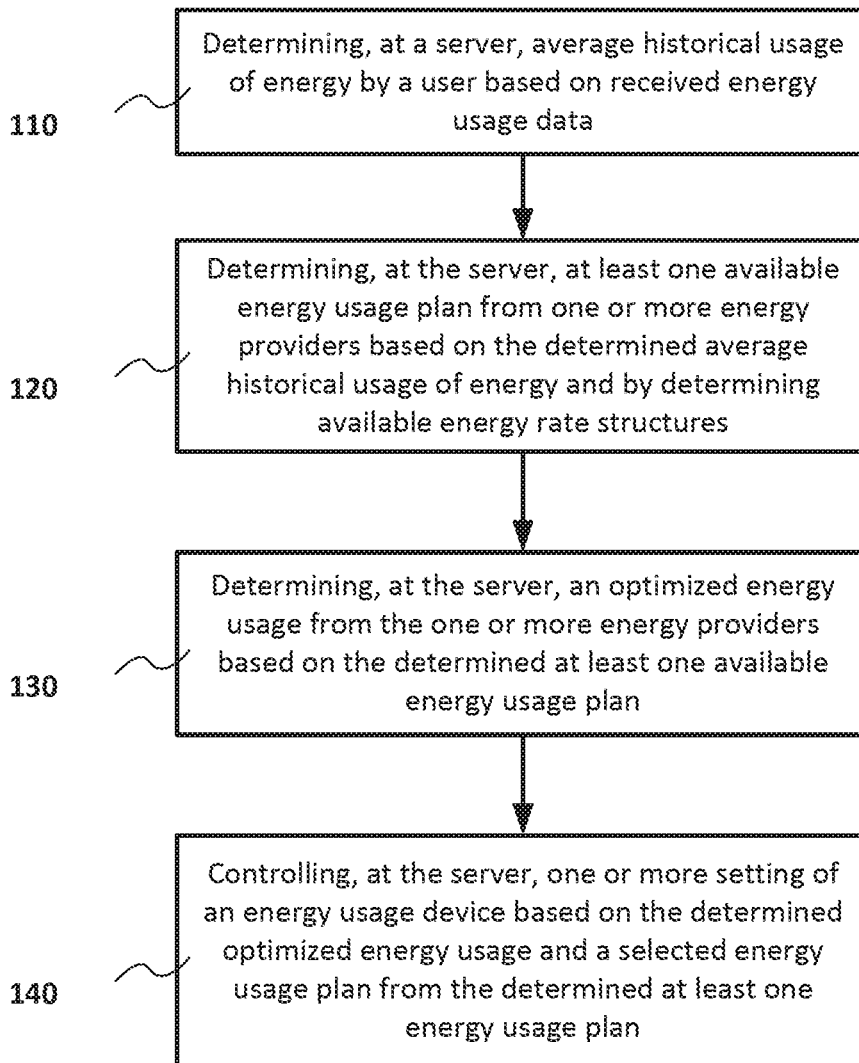 Determining, at a server, average historical usage
of energy by a user based on received energy
usage data
110
Determining, at the server, at least one available
energy usage plan from one or more energy
providers based on the determined average
historical usage of energy and by determining
available energy rate structures
120
Determining, at the server, an optimized energy
usage from the one or more energy providers
based on the determined at least one available
energy usage plan
130
Controlling, at the server, one or more setting of
an energy usage device based on the determined
optimized energy usage and a selected energy
usage plan from the determined at least one
energy usage plan
140